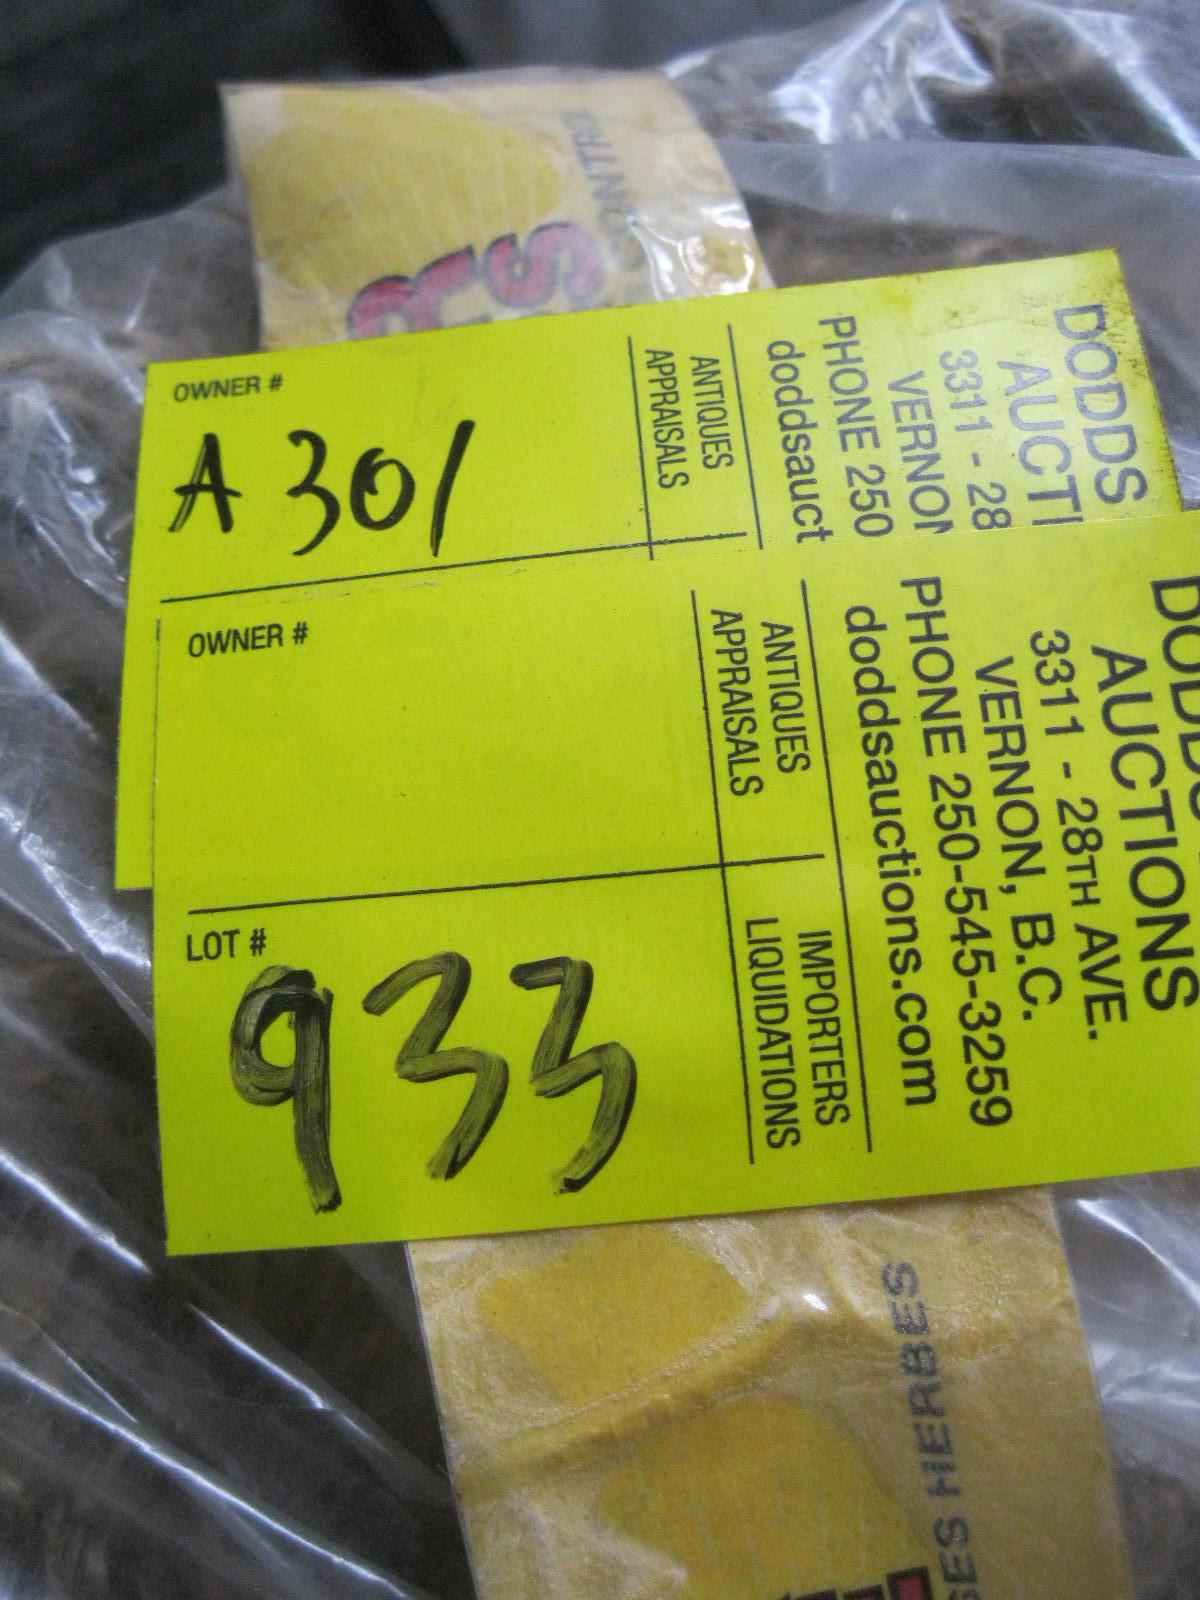 OWNER #
A 301
ANTIQUES
APPRAISALS
DODDS
AUCTI
3311 - 28
VERNON
PHONE 250
doddsauct
OWNER #
LOT #
933
ANTIQUES
APPRAISALS
IMPORTERS
LIQUIDATIONS
AUCTIONS
3311 - 28TH AVE.
VERNON, B.C.
PHONE 250-545-3259
doddsauctions.com
HERBES